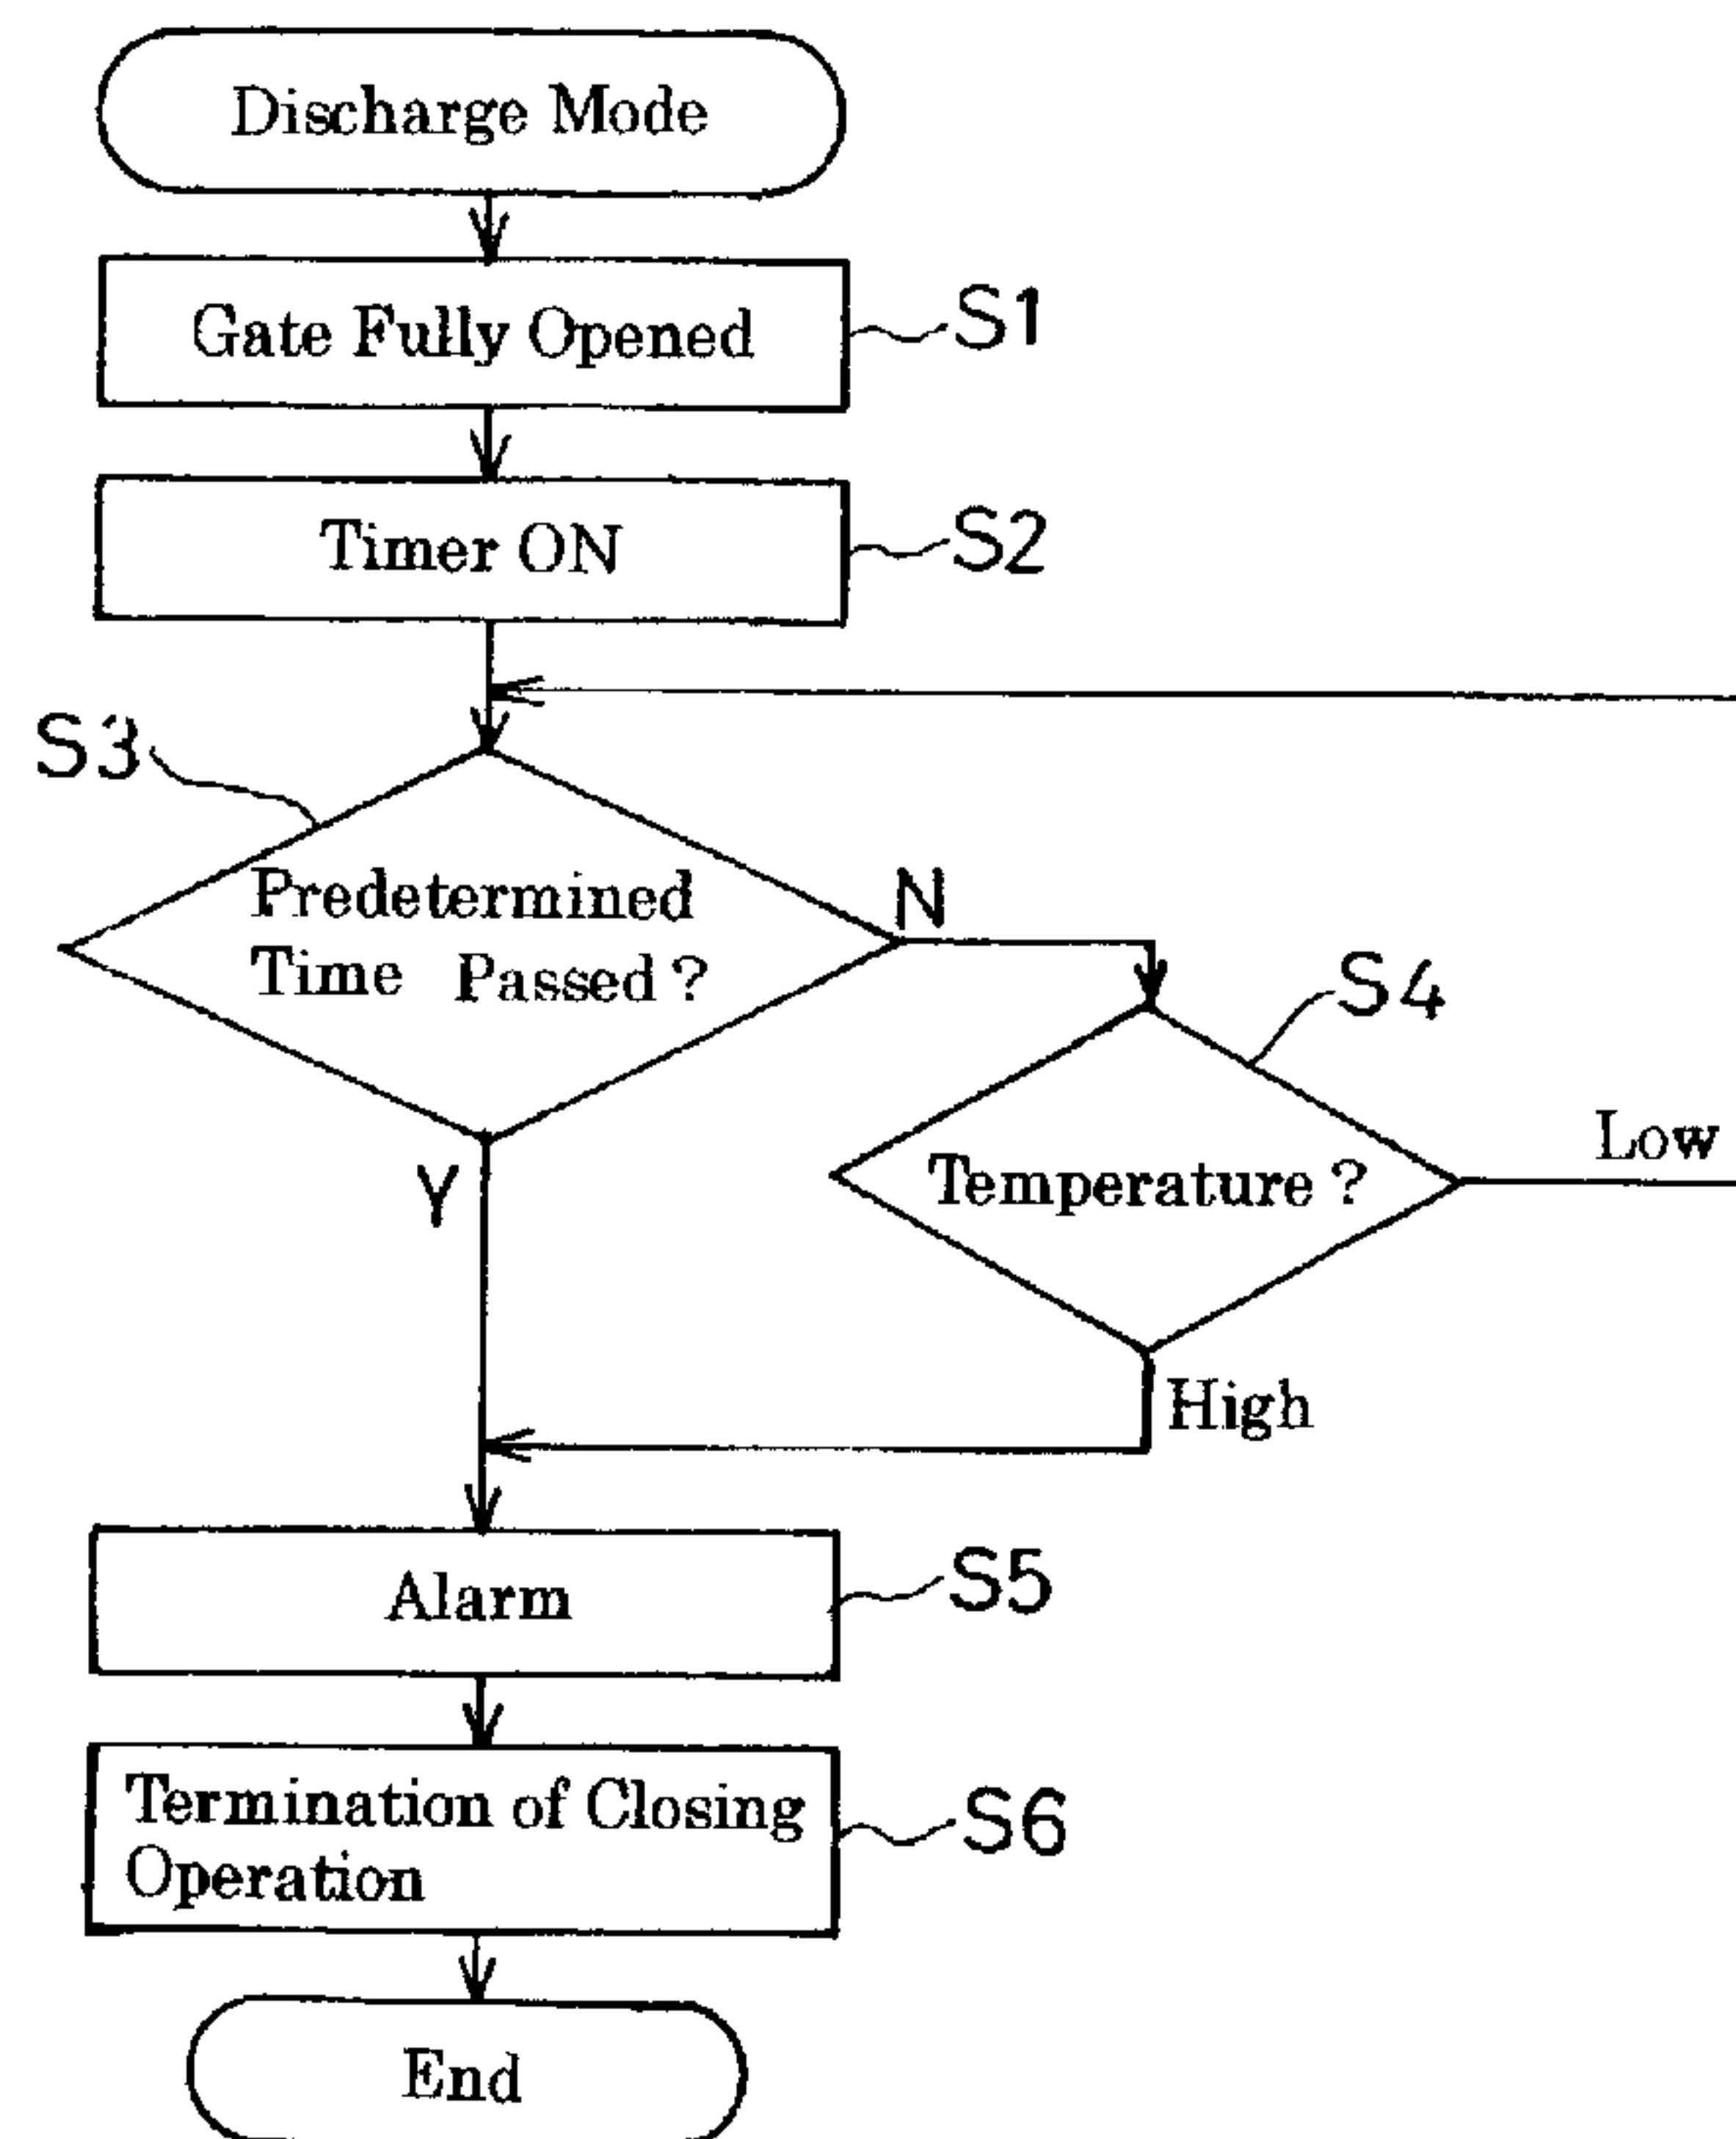 Discharge Mode
Gate Fully Opened
S1
Timer ON
S2
S3
Predetermined
Time Passed ?
N
Y
S4
Temperature ?
Low
High
Alarm
S5
Termination of Closing
Operation
S6
End